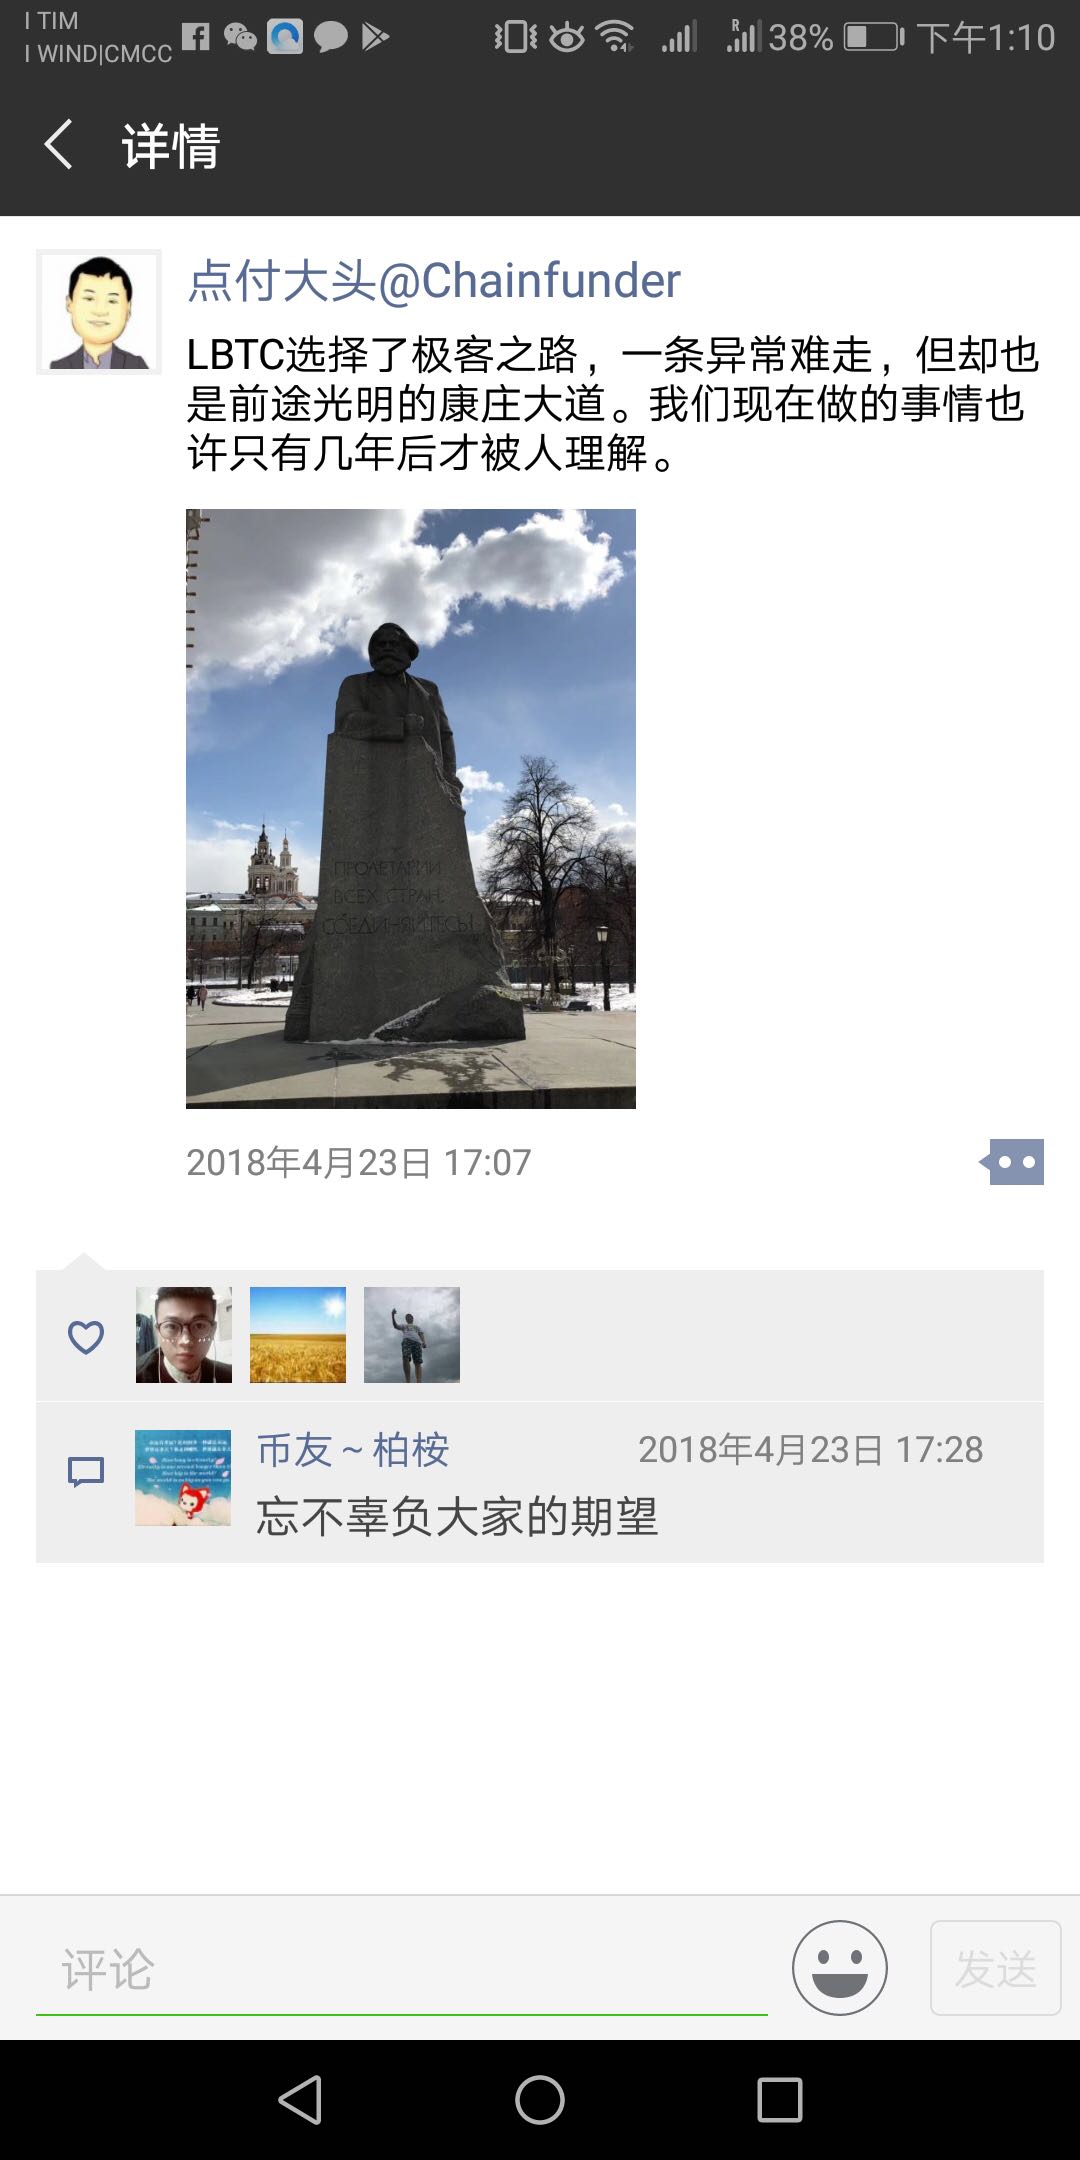 I TIM
I WIND|CMCC
38%
下午1:10
详情
点付大头@Chainfunder
LBTC选择了极客之路，一条异常难走，但却也
是前途光明的康庄大道。我们现在做的事情也
许只有几年后才被人理解。
ПРОЛЕТАРИИ
ВСЕХ СТРАН,
СОЕДИНЯЙТЕСЬ!
2018年4月23日 17:07
币友~柏桉
2018年4月23日 17:28
忘不辜负大家的期望
评论
发送